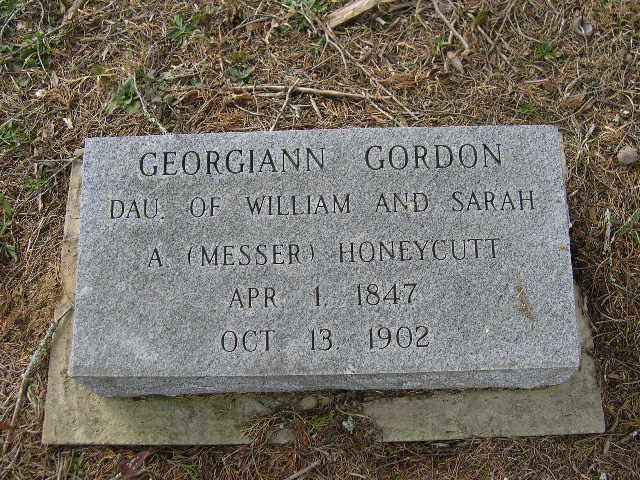 GEORGIANN GORDON
DAU. OF WILLIAM AND SARAH
A. (MESSER) HONEYCUTT
APR. 1. 1847
OCT. 13. 1902